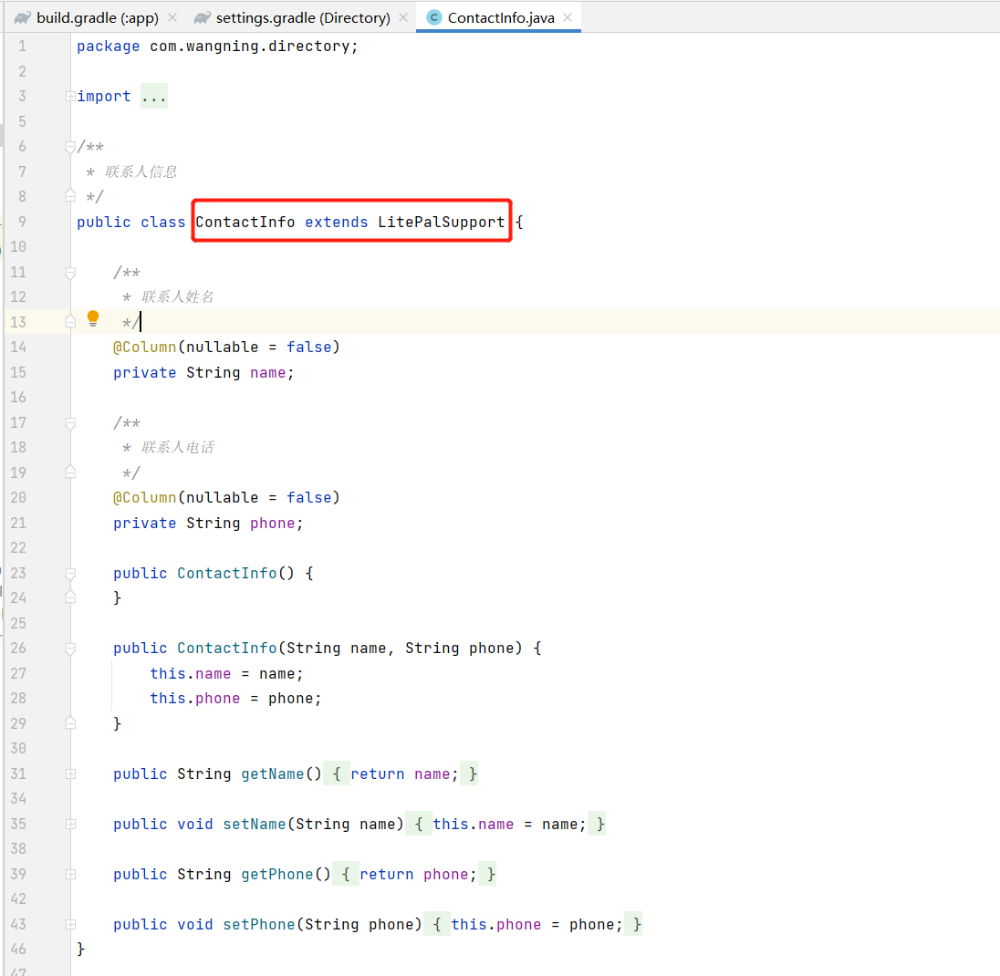 build.gradle (:app) settings.gradle (Directory) C ContactInfo.java
1 package com.wangning.directory;
2
3 import ...
5
6 /**
7 * 联系人信息
8 */
9 public class ContactInfo extends LitePalSupport {
10
11 /**
12 * 联系人姓名
13 */
14 @Column(nullable = false)
15 private String name;
16
17 /**
18 * 联系人电话
19 */
20 @Column(nullable = false)
21 private String phone;
22
23 public ContactInfo() {
24 }
25
26 public ContactInfo(String name, String phone) {
27 this.name = name;
28 this.phone = phone;
29 }
30
31 public String getName() { return name; }
34
35 public void setName(String name) { this.name = name; }
38
39 public String getPhone() { return phone; }
42
43 public void setPhone(String phone) { this.phone = phone; }
46 }
47